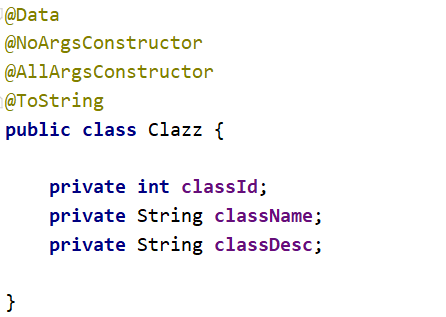 @Data
@NoArgsConstructor
@AllArgsConstructor
@ToString
public class Clazz {
private int classId;
private String className;
private String classDesc;
}